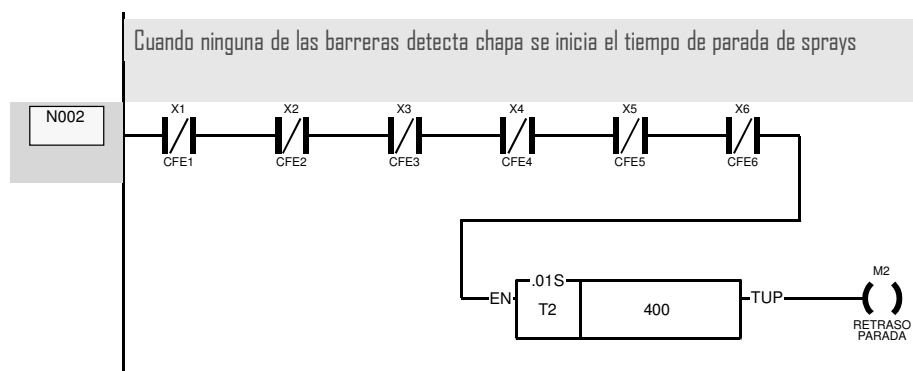 Cuando ninguna de las barreras detecta chapa se inicia el tiempo de parada de sprays
N002
X1 X2 X3 X4 X5 X6
CFE1 CFE2 CFE3 CFE4 CFE5 CFE6
.01S
EN T2 400 TUP
M2
RETRASO
PARADA